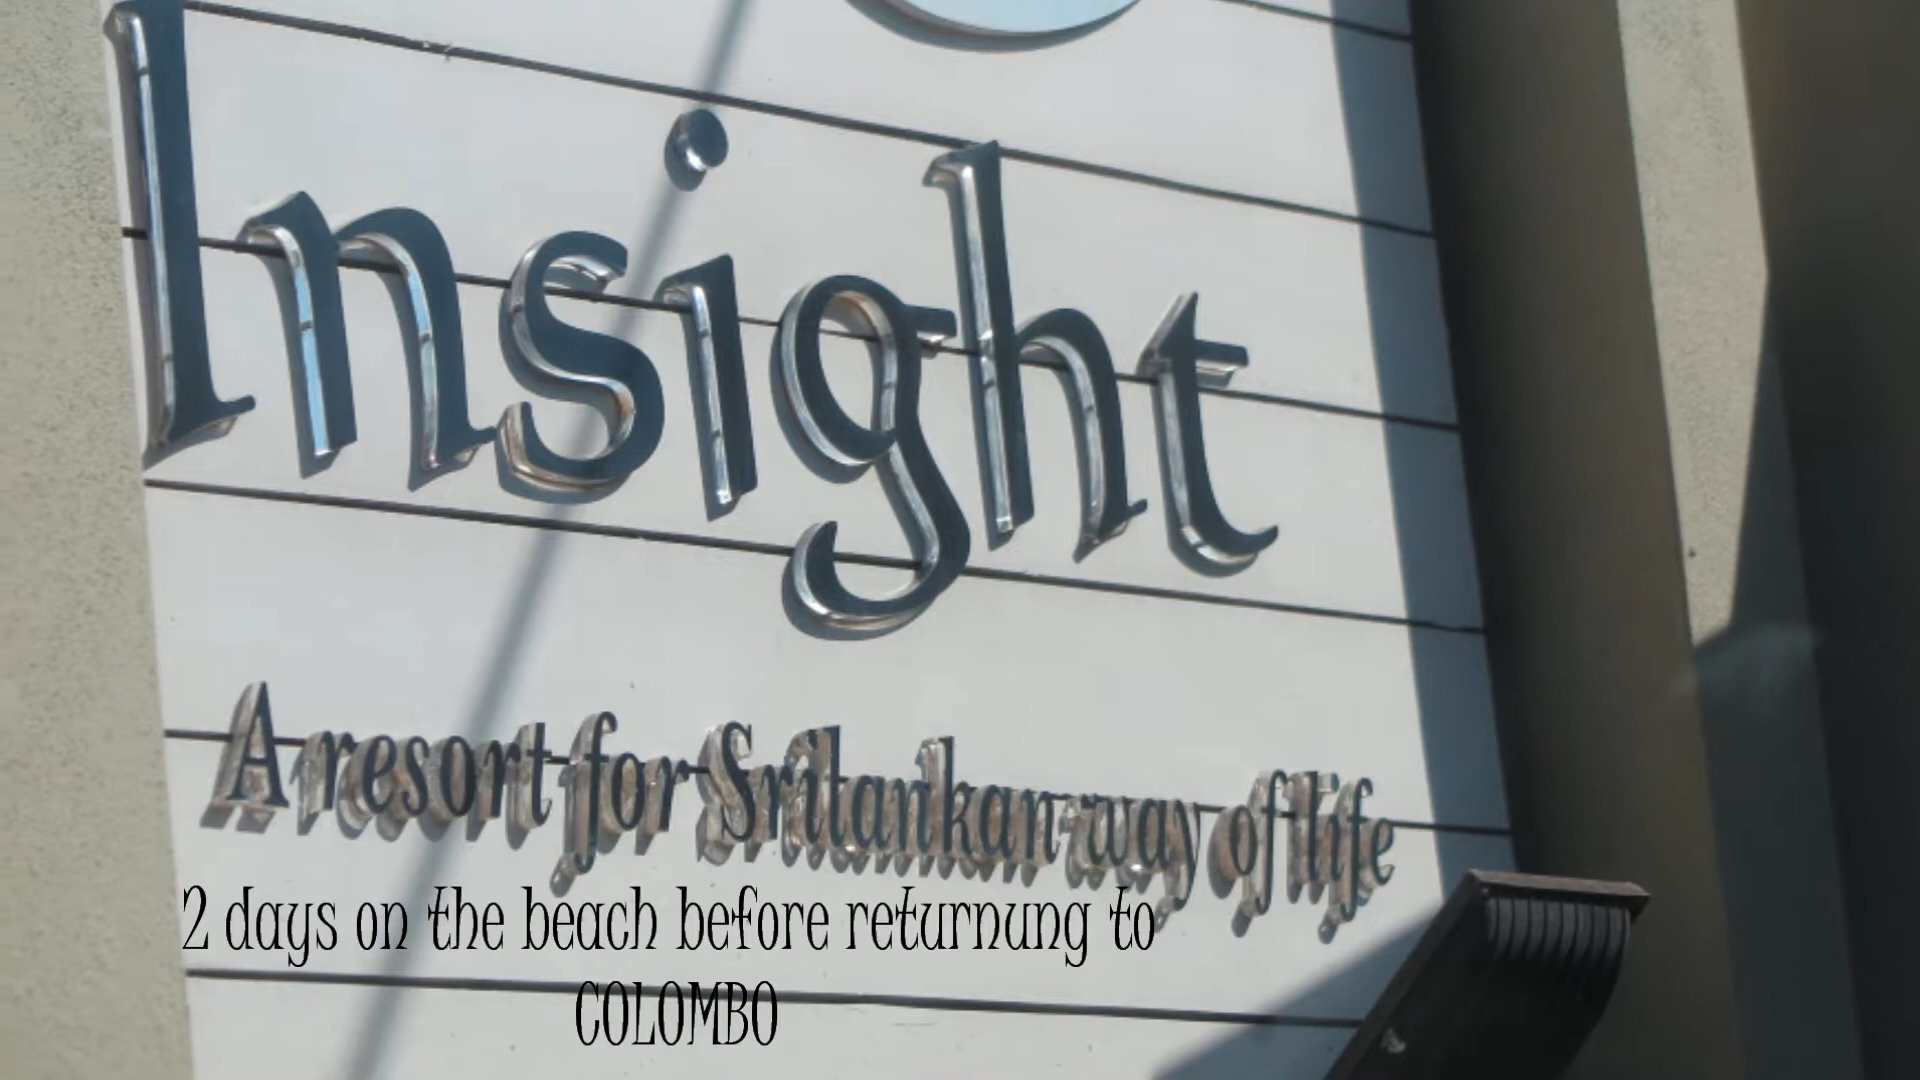 Insight
A resort for Srilankan way of life
2 days on the beach before returnung to
COLOMBO